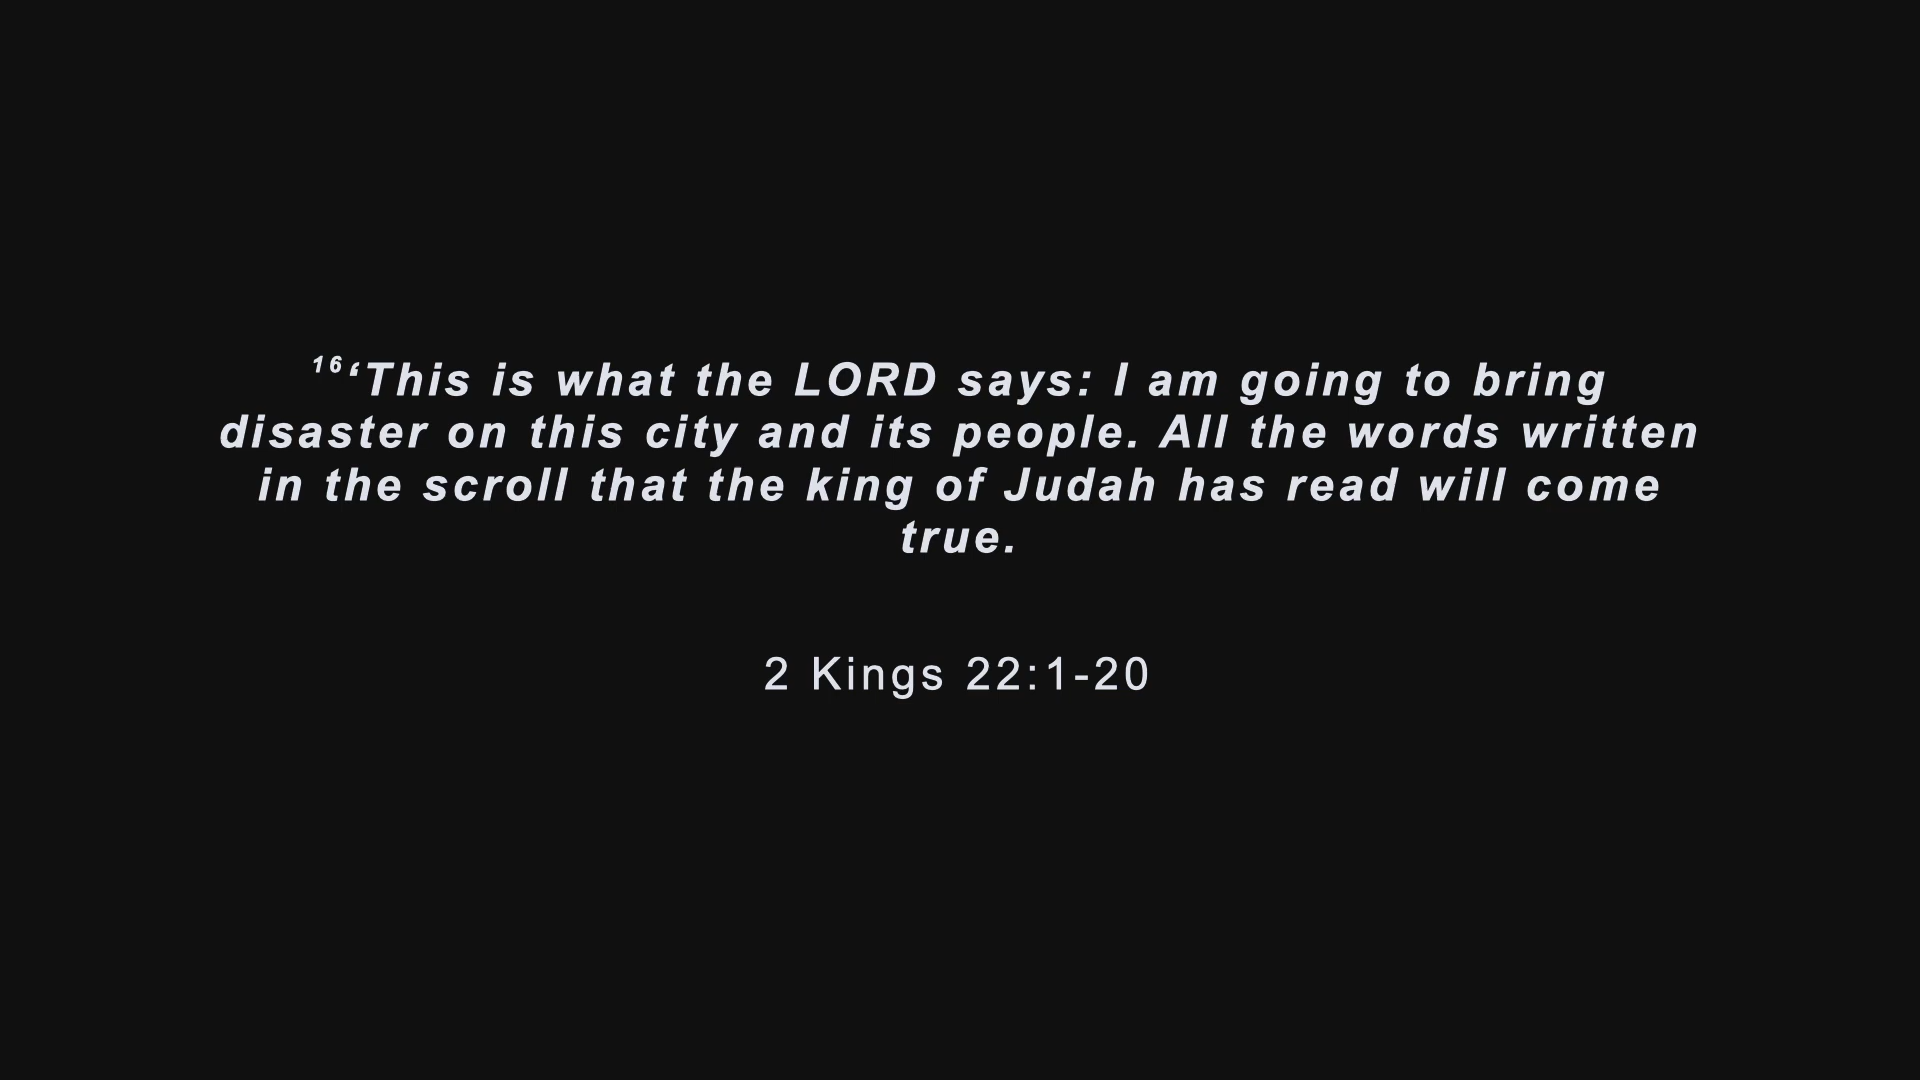 ¹⁶‘This is what the LORD says: I am going to bring
disaster on this city and its people. All the words written
in the scroll that the king of Judah has read will come
true.
2 Kings 22:1-20